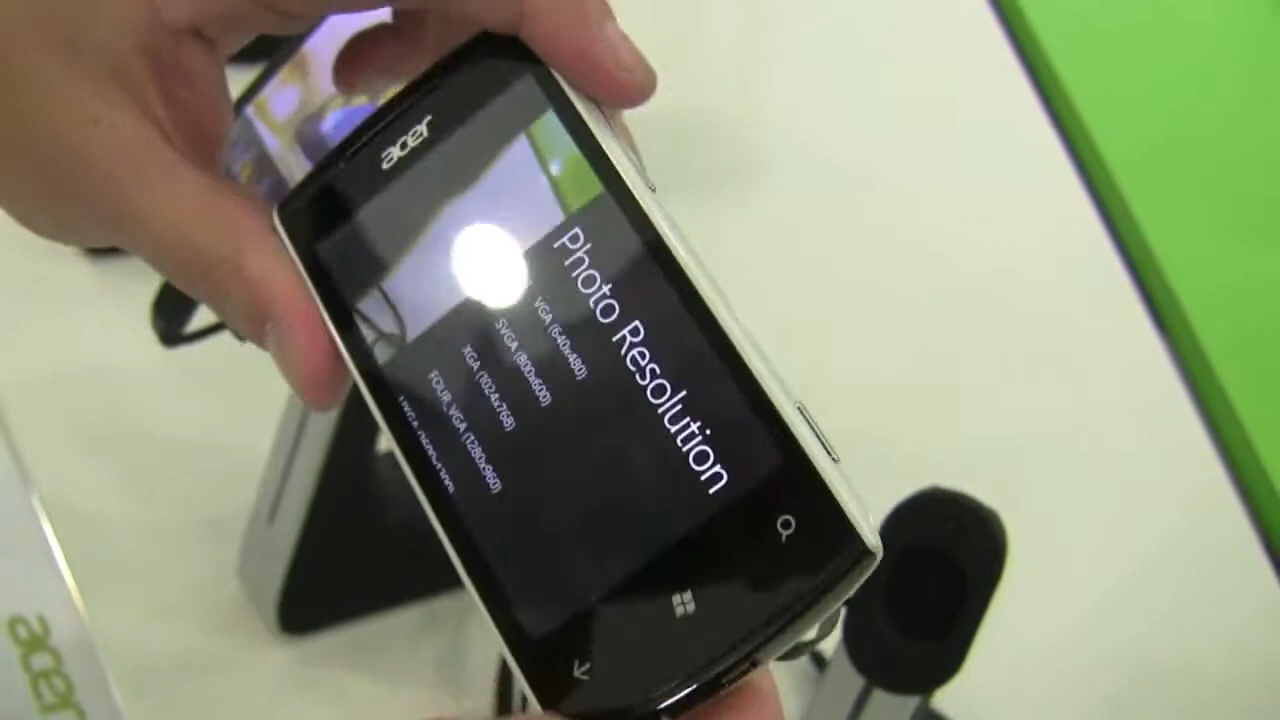 acer
Photo Resolution
VGA (640x480)
SVGA (800x600)
XGA (1024x768)
FOUR_VGA (1280x960)
acer